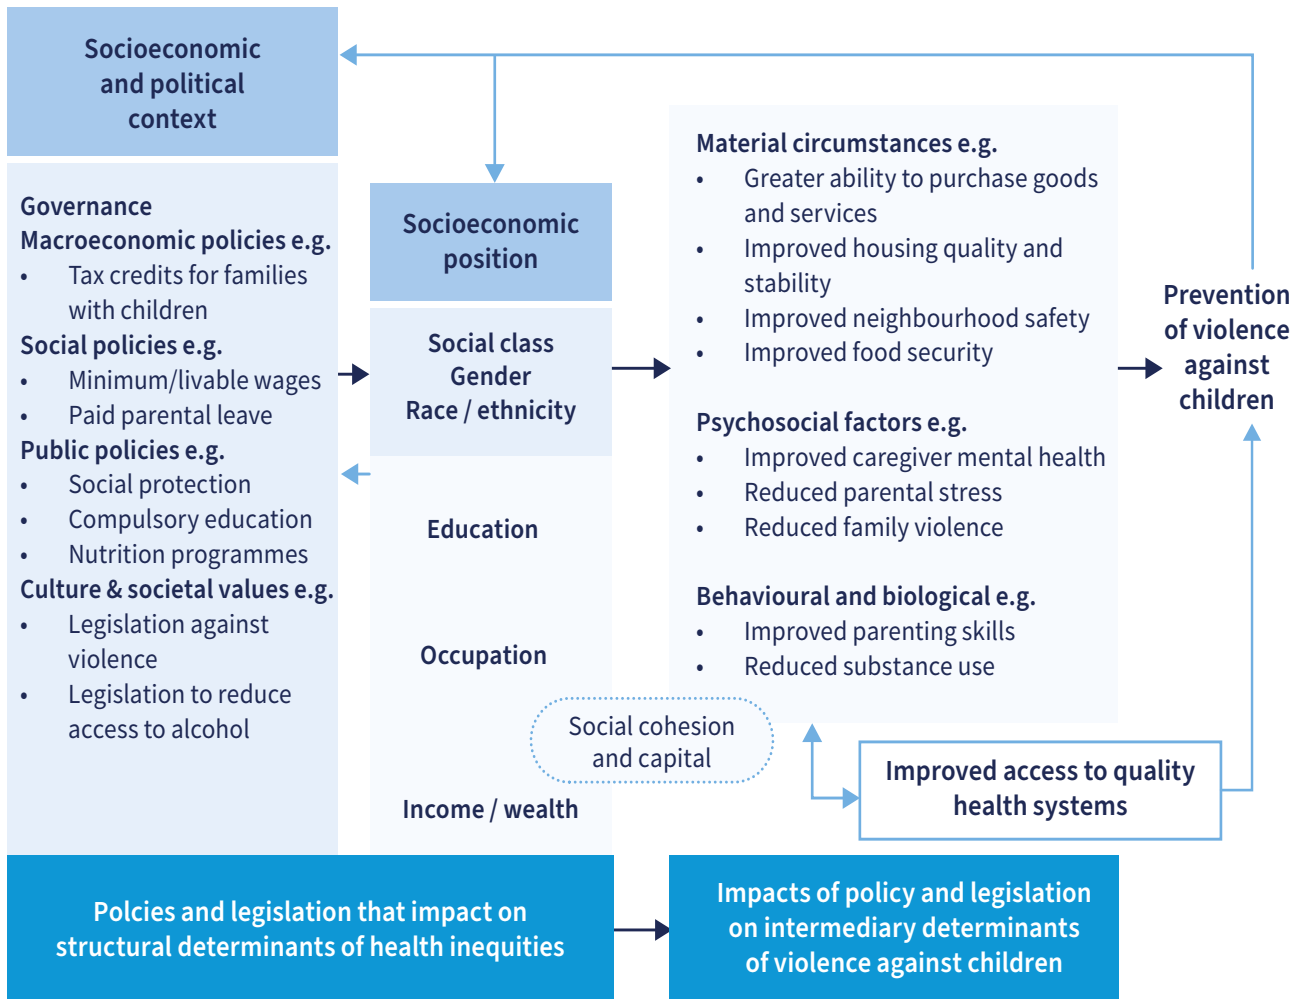 Socioeconomic
and political
context
Governance
Macroeconomic policies e.g.
• Tax credits for families
with children
Social policies e.g.
• Minimum/livable wages
• Paid parental leave
Public policies e.g.
• Social protection
• Compulsory education
• Nutrition programmes
Culture & societal values e.g.
• Legislation against
violence
• Legislation to reduce
access to alcohol
Socioeconomic
position
Social class
Gender
Race / ethnicity
Education
Occupation
Income / wealth
Social cohesion
and capital
Material circumstances e.g.
• Greater ability to purchase goods
and services
• Improved housing quality and
stability
• Improved neighbourhood safety
• Improved food security
Psychosocial factors e.g.
• Improved caregiver mental health
• Reduced parental stress
• Reduced family violence
Behavioural and biological e.g.
• Improved parenting skills
• Reduced substance use
Improved access to quality
health systems
Prevention
of violence
against
children
Polcies and legislation that impact on
structural determinants of health inequities
Impacts of policy and legislation
on intermediary determinants
of violence against children